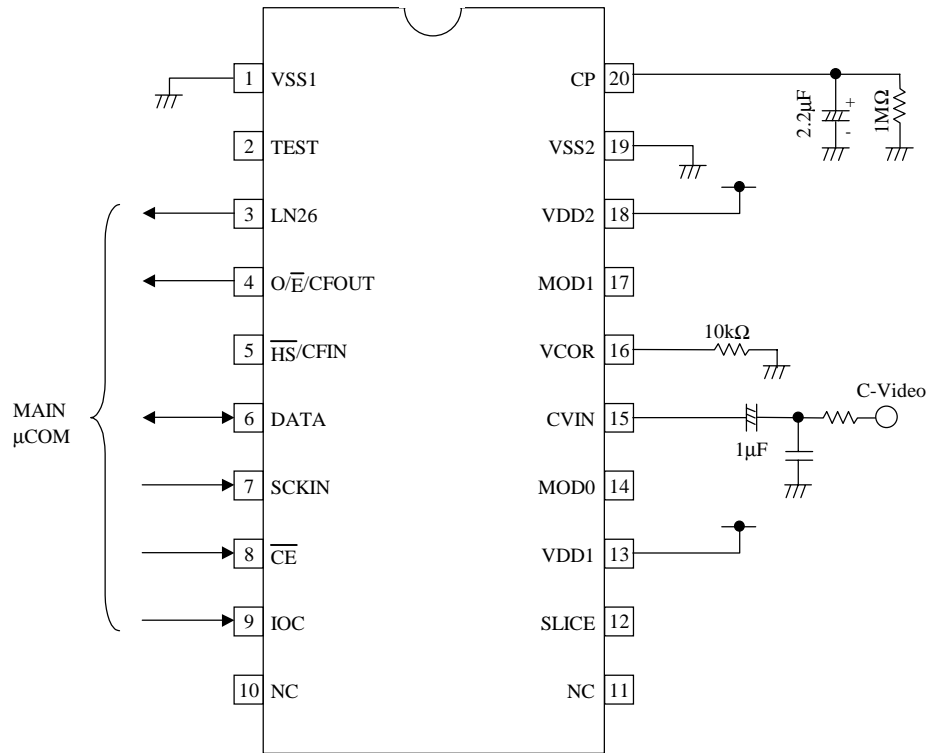 1 VSS1
2 TEST
3 LN26
4 O/E̅/CFOUT
5 H̅S̅/CFIN
6 DATA
7 SCKIN
8 C̅E̅
9 IOC
10 NC
MAIN
µCOM
CP 20
VSS2 19
VDD2 18
MOD1 17
VCOR 16
CVIN 15
MOD0 14
VDD1 13
SLICE 12
NC 11
2.2µF
+
-
1MΩ
10kΩ
C-Video
1µF